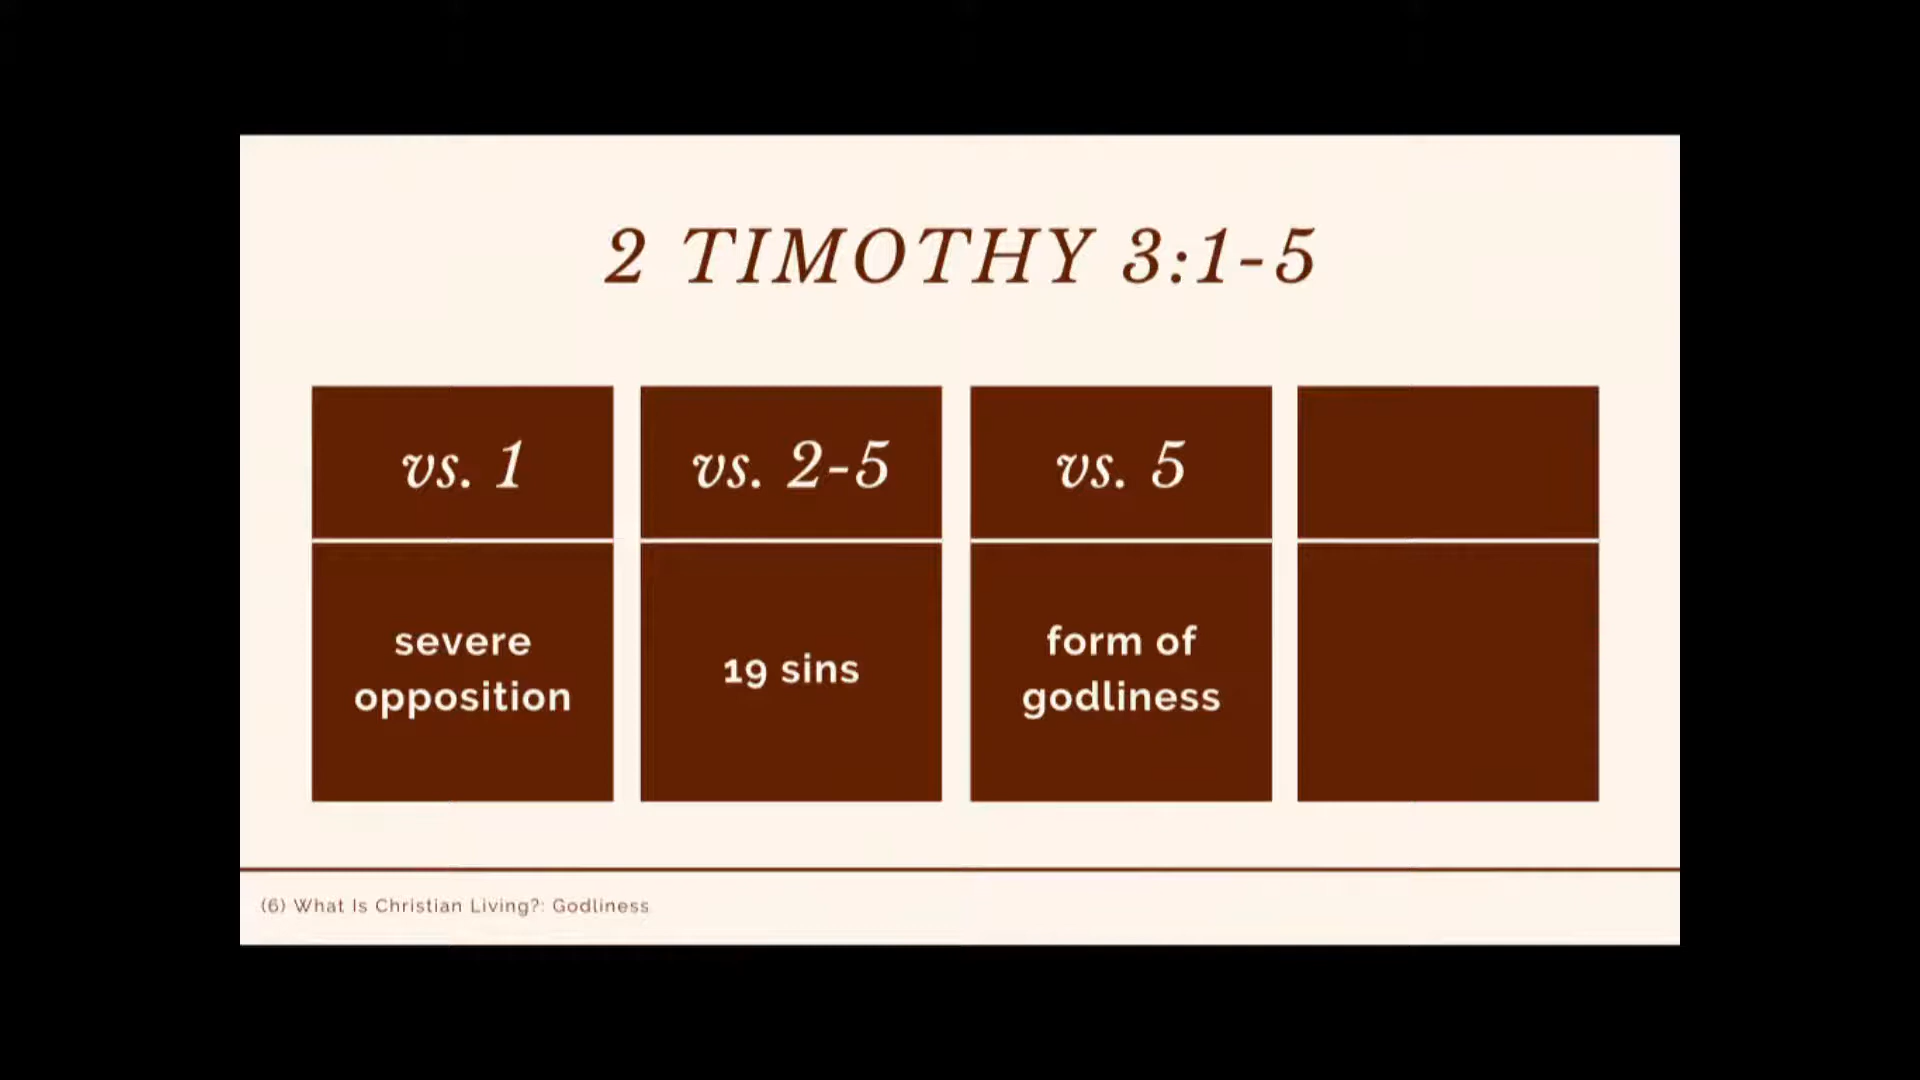 2 TIMOTHY 3:1-5
vs. 1
severe
opposition
vs. 2-5
19 sins
vs. 5
form of
godliness
(6) What Is Christian Living?: Godliness